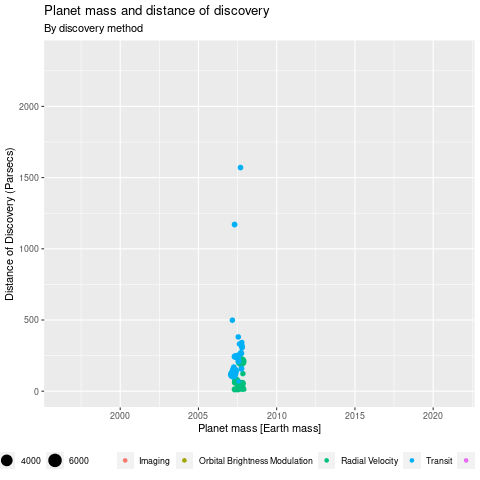 Planet mass and distance of discovery
By discovery method
Distance of Discovery (Parsecs)
2000
1500
1000
500
0
2000 2005 2010 2015 2020
Planet mass [Earth mass]
4000 6000 Imaging Orbital Brightness Modulation Radial Velocity Transit